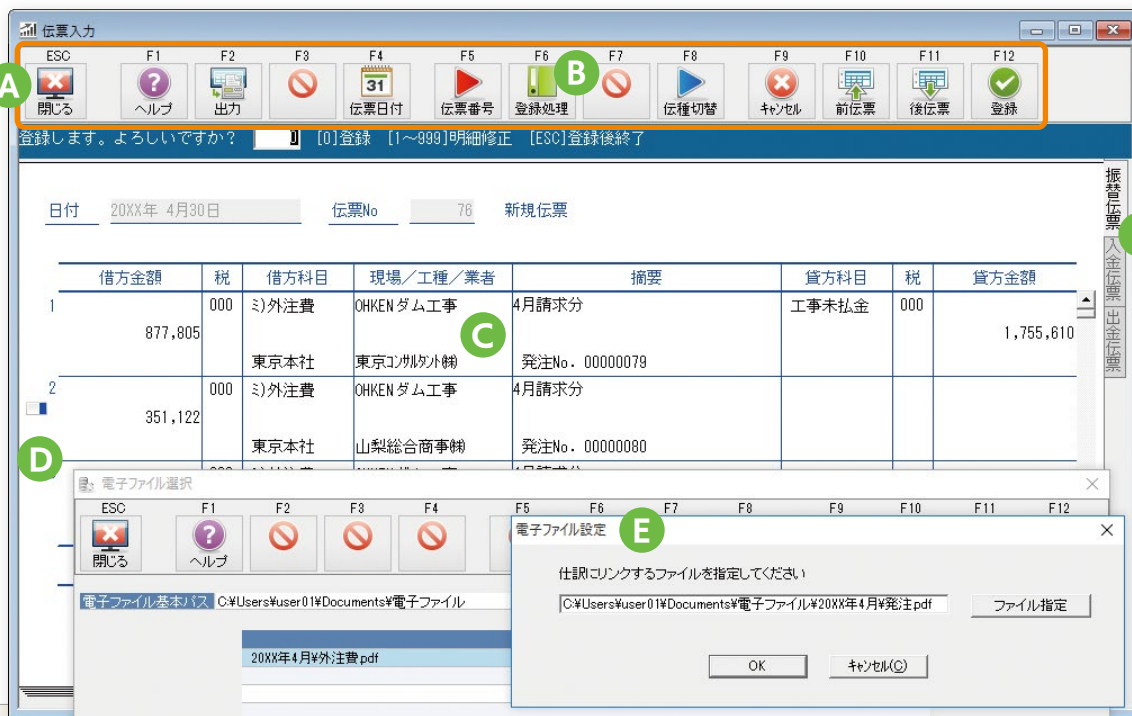 伝票入力
ESC F1 F2 F3 F4 F5 F6 F7 F8 F9 F10 F11 F12
A B
31
閉じる ヘルプ 出力 伝票日付 伝票番号 登録処理 伝種切替 キャンセル 前伝票 後伝票 登録
登録します。よろしいですか？ 0 [0]登録 [1～999]明細修正 [ESC]登録後終了
振替伝票
入金伝票
出金伝票
日付 20XX年 4月30日 伝票No 76 新規伝票
借方金額 税 借方科目 現場／工種／業者 摘要 貸方科目 税 貸方金額
1 000 ﾐ)外注費 OHKENダム工事 4月請求分 工事未払金 000
877,805 C 1,755,610
東京本社 東京ｺﾝｻﾙﾀﾝﾄ㈱ 発注No. 00000079
2 000 ﾐ)外注費 OHKENダム工事 4月請求分
351,122
東京本社 山梨総合商事㈱ 発注No. 00000080
D
電子ファイル選択
ESC F1 F2 F3 F4 F5 F6 F7 F8 F9 F10 F11 F12
閉じる ヘルプ
電子ファイル設定 E
仕訳にリンクするファイルを指定してください
C:¥Users¥user01¥Documents¥電子ファイル¥20XX年4月¥発注.pdf ファイル指定
OK ｷｬﾝｾﾙ(C)
電子ファイル基本パス C:¥Users¥user01¥Documents¥電子ファイル
20XX年4月¥外注費.pdf